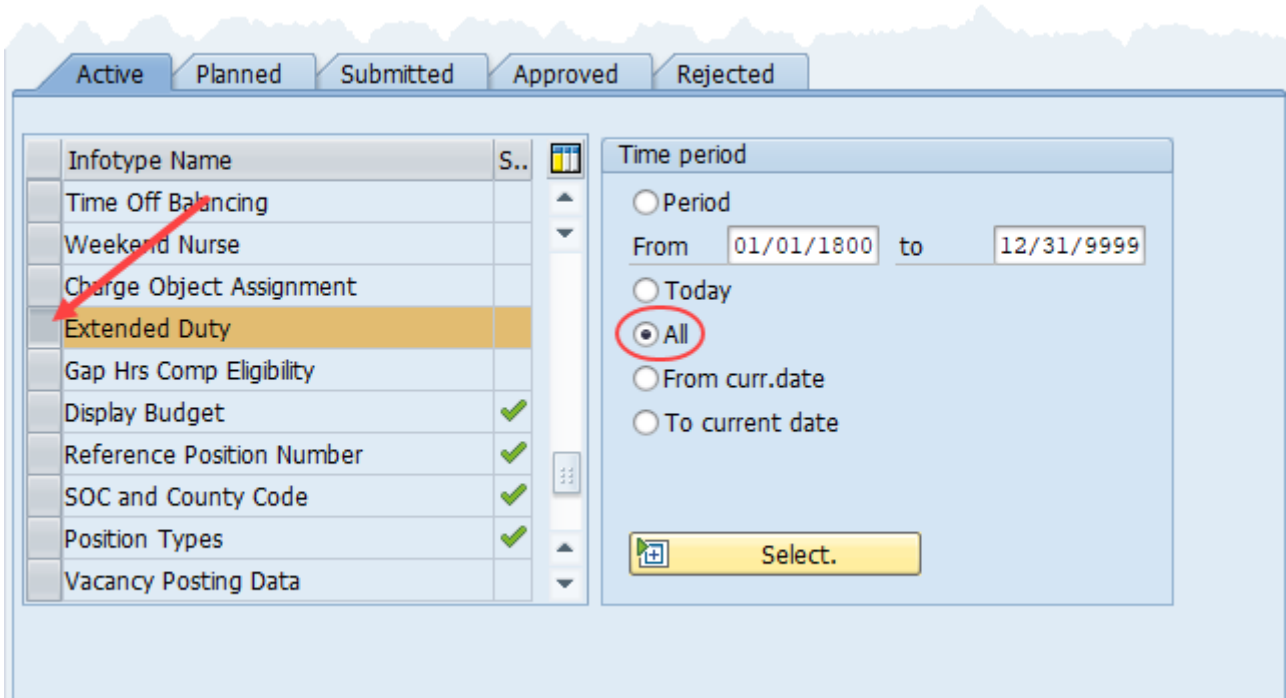 Active Planned Submitted Approved Rejected
Infotype Name S..
Time Off Balancing
Weekend Nurse
Charge Object Assignment
Extended Duty
Gap Hrs Comp Eligibility
Display Budget
Reference Position Number
SOC and County Code
Position Types
Vacancy Posting Data
Time period
Period
From 01/01/1800 to 12/31/9999
Today
All
From curr.date
To current date
Select.